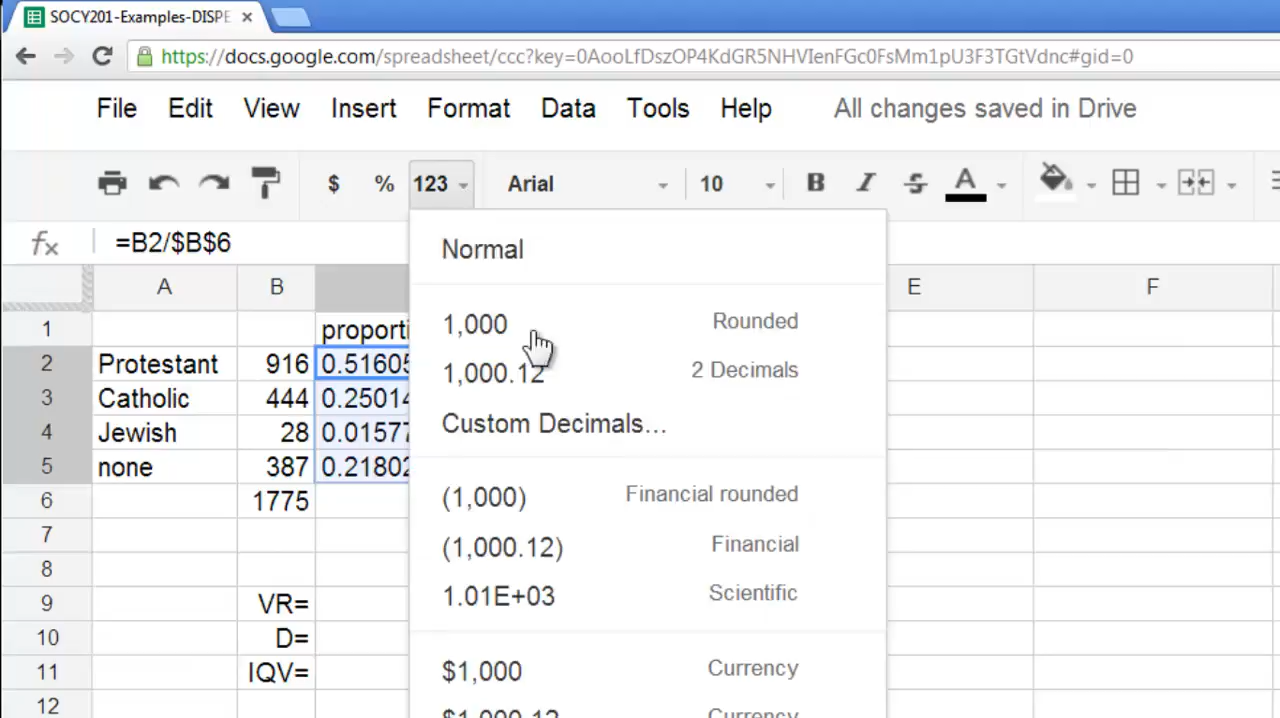 SOCY201-Examples-DISPE
https://docs.google.com/spreadsheet/ccc?key=0AooLfDszOP4KdGR5NHVIenFGc0FsMm1pU3F3TGtVdnc#gid=0
File Edit View Insert Format Data Tools Help All changes saved in Drive
$ % 123 Arial 10 B I S A
fx =B2/$B$6
Normal
A B E F
1 proporti 1,000 Rounded
2 Protestant 916 0.51605 1,000.12 2 Decimals
3 Catholic 444 0.25014 Custom Decimals...
4 Jewish 28 0.01577
5 none 387 0.21802
6 1775 (1,000) Financial rounded
7 (1,000.12) Financial
8
9 VR= 1.01E+03 Scientific
10 D=
11 IQV= $1,000 Currency
12 $1,000.12 Currency